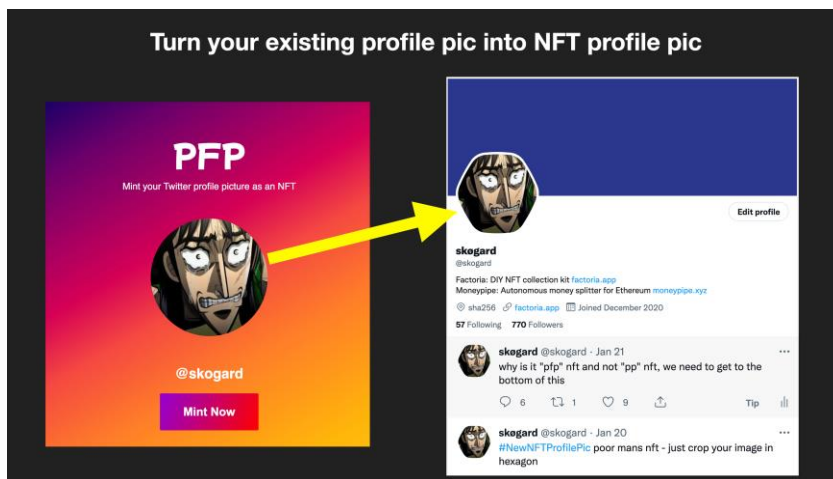 Turn your existing profile pic into NFT profile pic
PFP
Mint your Twitter profile picture as an NFT
@skogard
Mint Now
Edit profile
skøgard
@skogard
Factoria: DIY NFT collection kit factoria.app
Moneypipe: Autonomous money splitter for Ethereum moneypipe.xyz
sha256 factoria.app Joined December 2020
57 Following 770 Followers
skøgard @skogard · Jan 21 ...
why is it "pfp" nft and not "pp" nft, we need to get to the
bottom of this
6 1 9 Tip
skøgard @skogard · Jan 20 ...
#NewNFTProfilePic poor mans nft - just crop your image in
hexagon